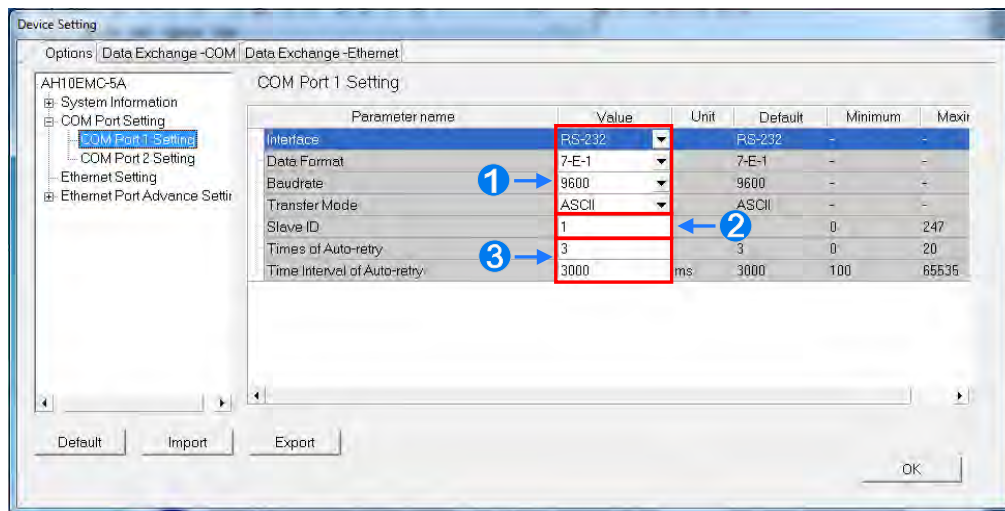 Device Setting
Options Data Exchange -COM Data Exchange -Ethernet
AH10EMC-5A
System Information
COM Port Setting
COM Port 1 Setting
COM Port 2 Setting
Ethernet Setting
Ethernet Port Advance Settir
COM Port 1 Setting
Parameter name Value Unit Default Minimum Maxir
Interface RS-232 RS-232 - -
Data Format 7-E-1 7-E-1 - -
Baudrate 9600 9600 - -
Transfer Mode ASCII ASCII - -
Slave ID 1 0 247
Times of Auto-retry 3 3 0 20
Time Interval of Auto-retry 3000 ms 3000 100 65535
1
2
3
Default Import Export
OK